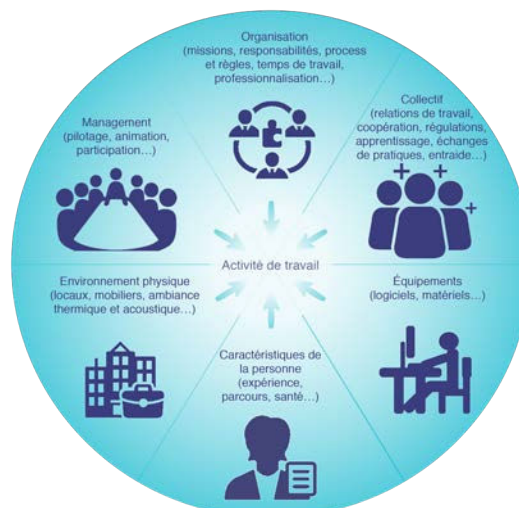 Organisation
(missions, responsabilités, process
et règles, temps de travail,
professionnalisation…)
Collectif
(relations de travail,
coopération, régulations,
apprentissage, échanges
de pratiques, entraide…)
Management
(pilotage, animation,
participation…)
Activité de travail
Environnement physique
(locaux, mobiliers, ambiance
thermique et acoustique…)
Équipements
(logiciels, matériels…)
Caractéristiques de
la personne
(expérience,
parcours, santé…)